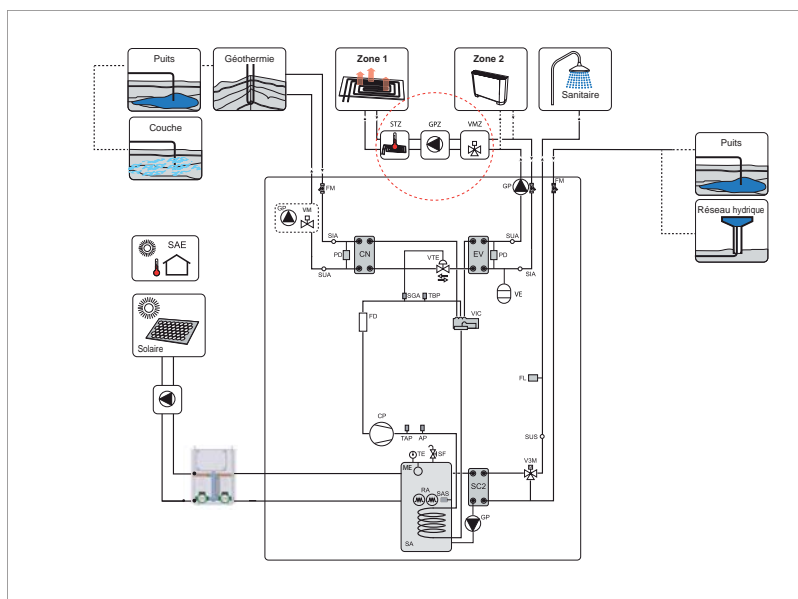 Puits
Géothermie
Zone 1
Zone 2
Sanitaire
Couche
STZ
GPZ
VMZ
Puits
Réseau hydrique
FM
GP
FM
GP
VM
SIA
SUA
PD
CN
SUA
VTE
EV
PD
SIA
SAE
VE
SGA
TBP
FD
VIC
Solaire
FL
CP
TAP
AP
SUS
TE
SF
V3M
ME
RA
SAS
SC2
GP
SA